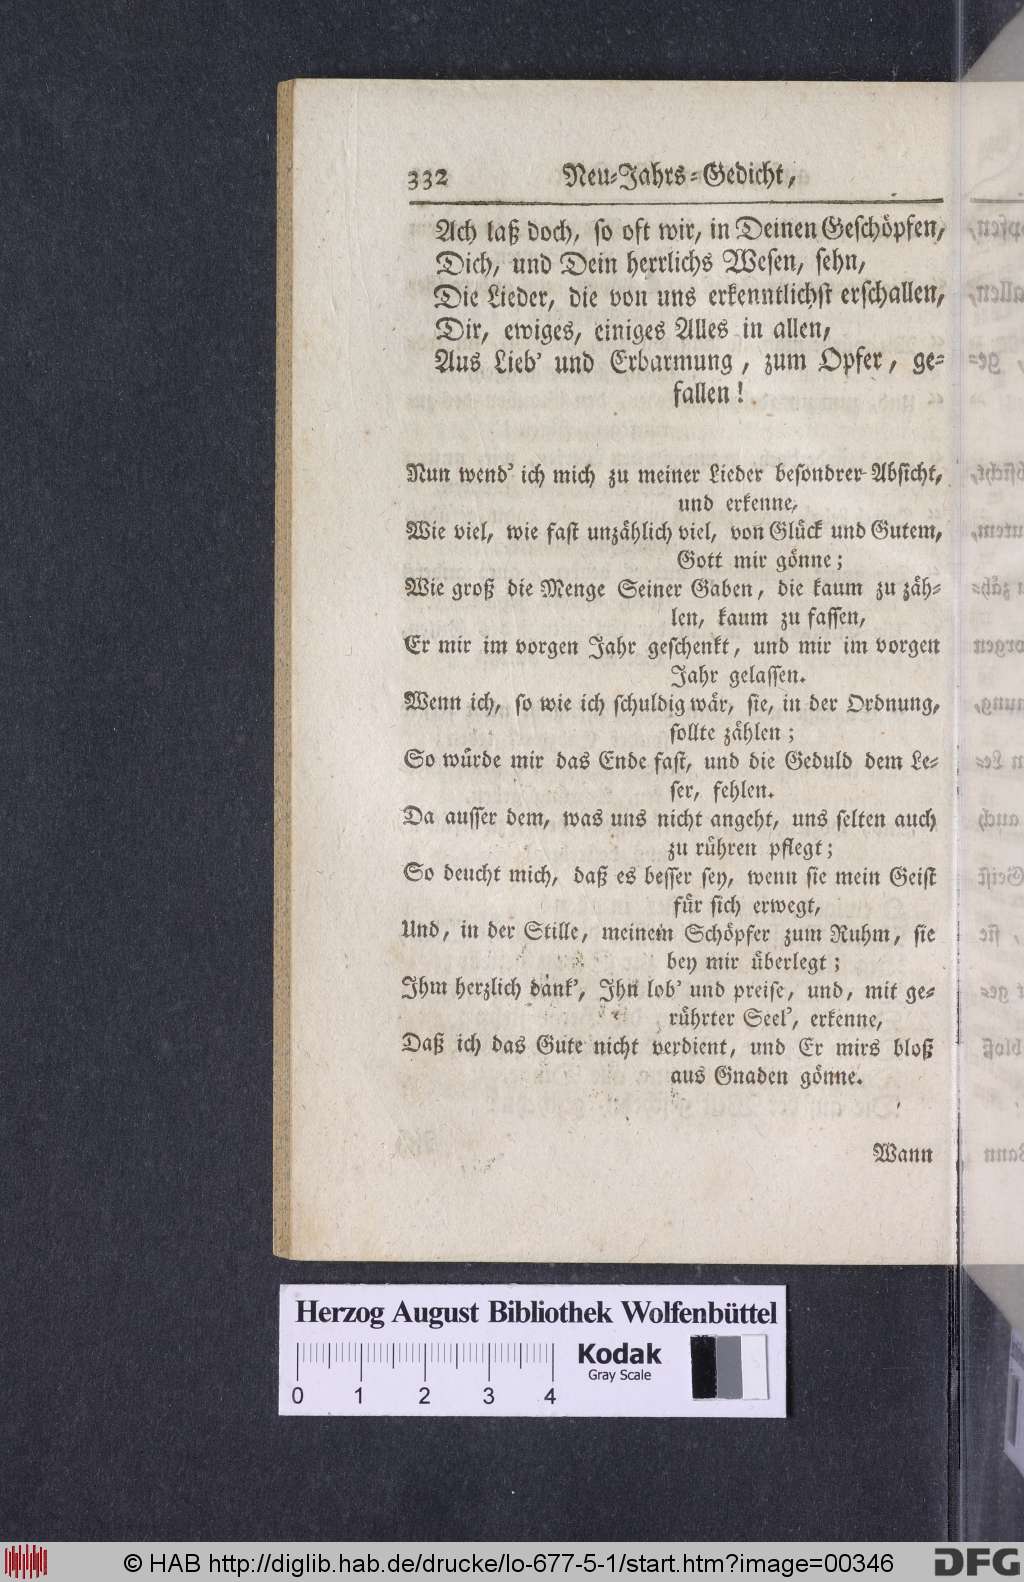 332 Neu-Jahrs-Gedicht,
Ach laß doch, so oft wir, in Deinen Geschöpfen,
Dich, und Dein herrlichs Wesen, sehn,
Die Lieder, die von uns erkenntlichst erschallen,
Dir, ewiges, einiges Alles in allen,
Aus Lieb' und Erbarmung, zum Opfer, ge-
fallen!
Nun wend' ich mich zu meiner Lieder besondrer Absicht,
und erkenne,
Wie viel, wie fast unzählich viel, von Glück und Gutem,
Gott mir gönne;
Wie groß die Menge Seiner Gaben, die kaum zu zäh-
len, kaum zu fassen,
Er mir im vorgen Jahr geschenkt, und mir im vorgen
Jahr gelassen.
Wenn ich, so wie ich schuldig wär, sie, in der Ordnung,
sollte zählen;
So würde mir das Ende fast, und die Geduld dem Le-
ser, fehlen.
Da ausser dem, was uns nicht angeht, uns selten auch
zu rühren pflegt;
So deucht mich, daß es besser sey, wenn sie mein Geist
für sich erwegt,
Und, in der Stille, meinem Schöpfer zum Ruhm, sie
bey mir überlegt;
Ihm herzlich dank', Ihn lob' und preise, und, mit ge-
rührter Seel', erkenne,
Daß ich das Gute nicht verdient, und Er mirs bloß
aus Gnaden gönne.
Wann
Herzog August Bibliothek Wolfenbüttel
0 1 2 3 4
Kodak
Gray Scale
© HAB http://diglib.hab.de/drucke/lo-677-5-1/start.htm?image=00346
DFG